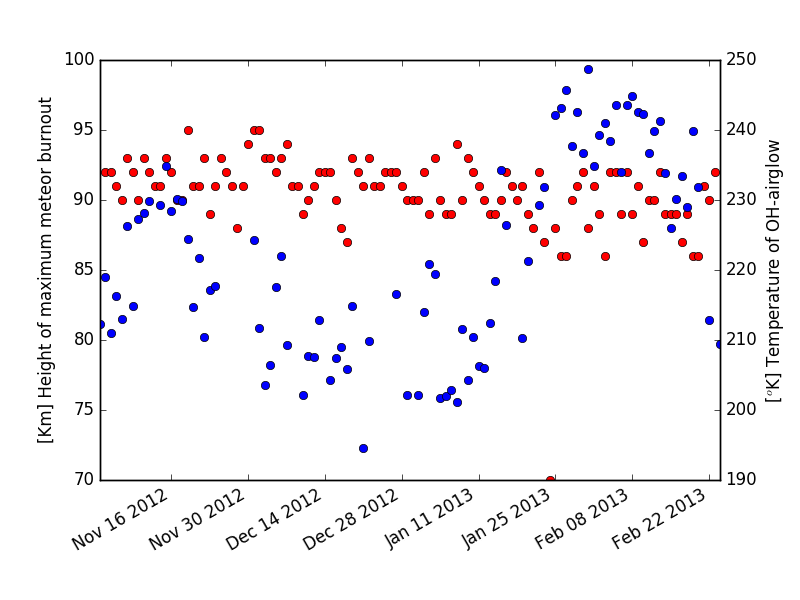 100
95
90
85
80
75
70
[Km] Height of maximum meteor burnout
250
240
230
220
210
200
190
[°K] Temperature of OH-airglow
Nov 16 2012
Nov 30 2012
Dec 14 2012
Dec 28 2012
Jan 11 2013
Jan 25 2013
Feb 08 2013
Feb 22 2013